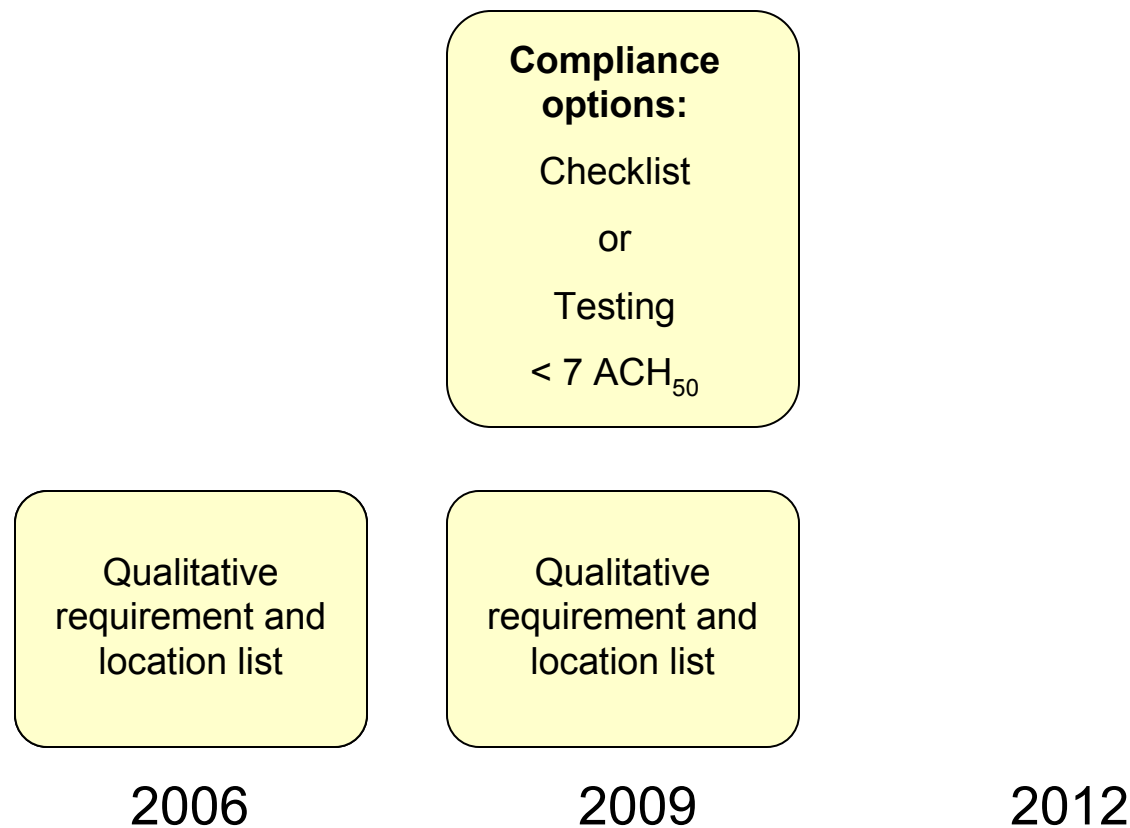 Compliance
options:
Checklist
or
Testing
< 7 ACH₅₀
Qualitative
requirement and
location list
Qualitative
requirement and
location list
2006
2009
2012